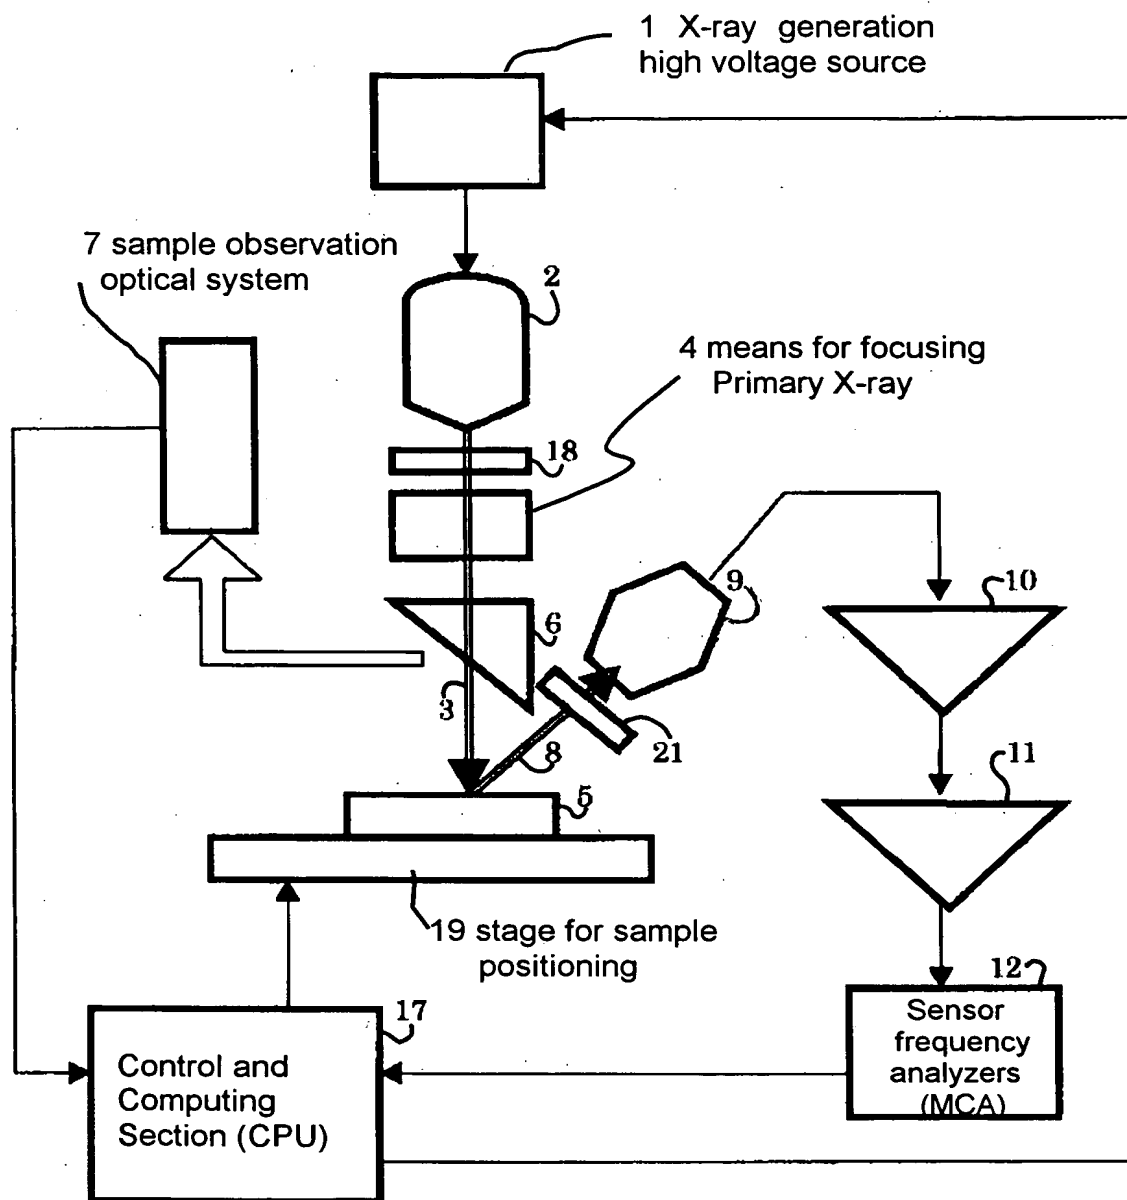 1 X-ray generation
high voltage source
7 sample observation
optical system
2
4 means for focusing
Primary X-ray
18
9
10
6
3
8
21
11
5
19 stage for sample
positioning
12
Sensor
frequency
analyzers
(MCA)
17
Control and
Computing
Section (CPU)